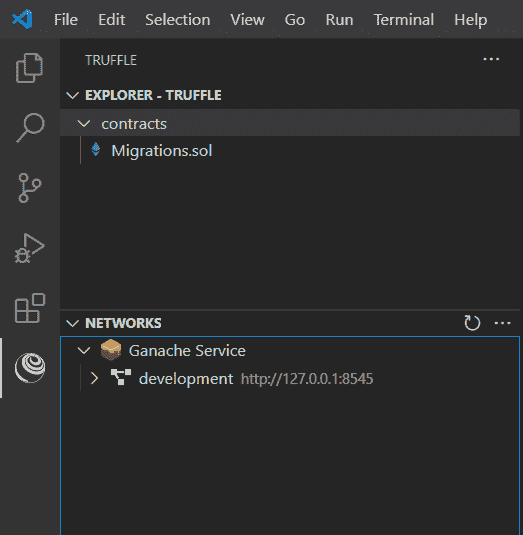 File Edit Selection View Go Run Terminal Help
TRUFFLE
EXPLORER - TRUFFLE
contracts
Migrations.sol
NETWORKS
Ganache Service
development http://127.0.0.1:8545